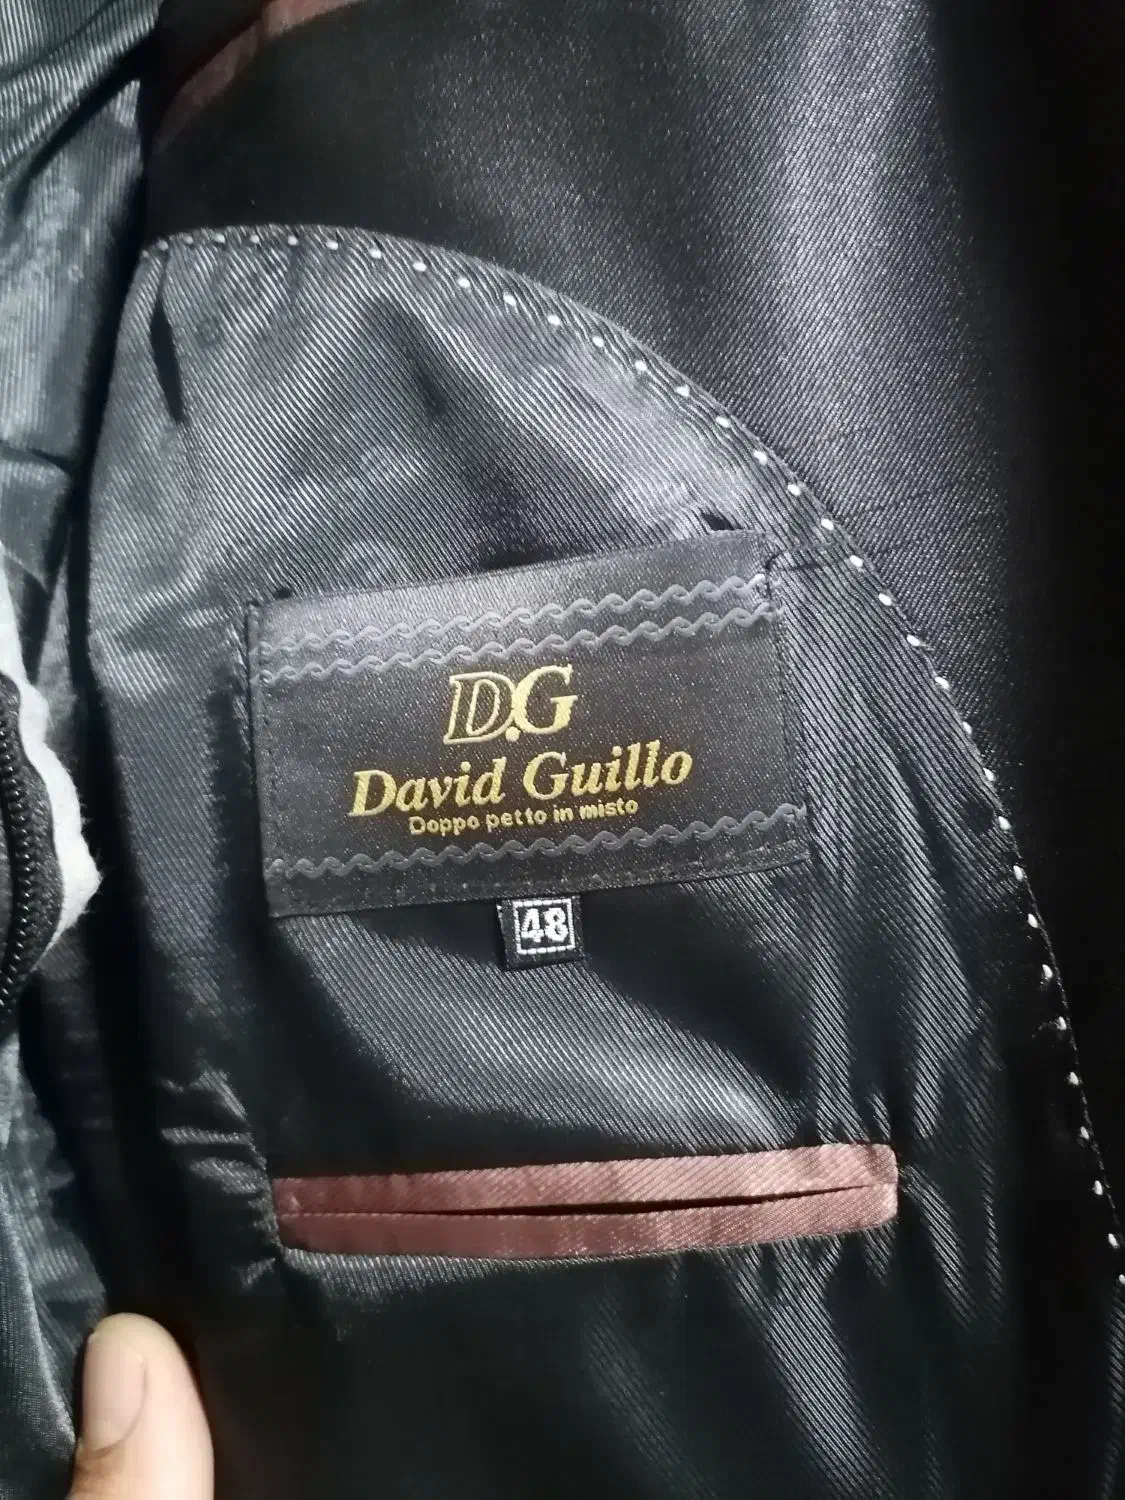 D.G
David Guillo
Doppo petto in misto
48